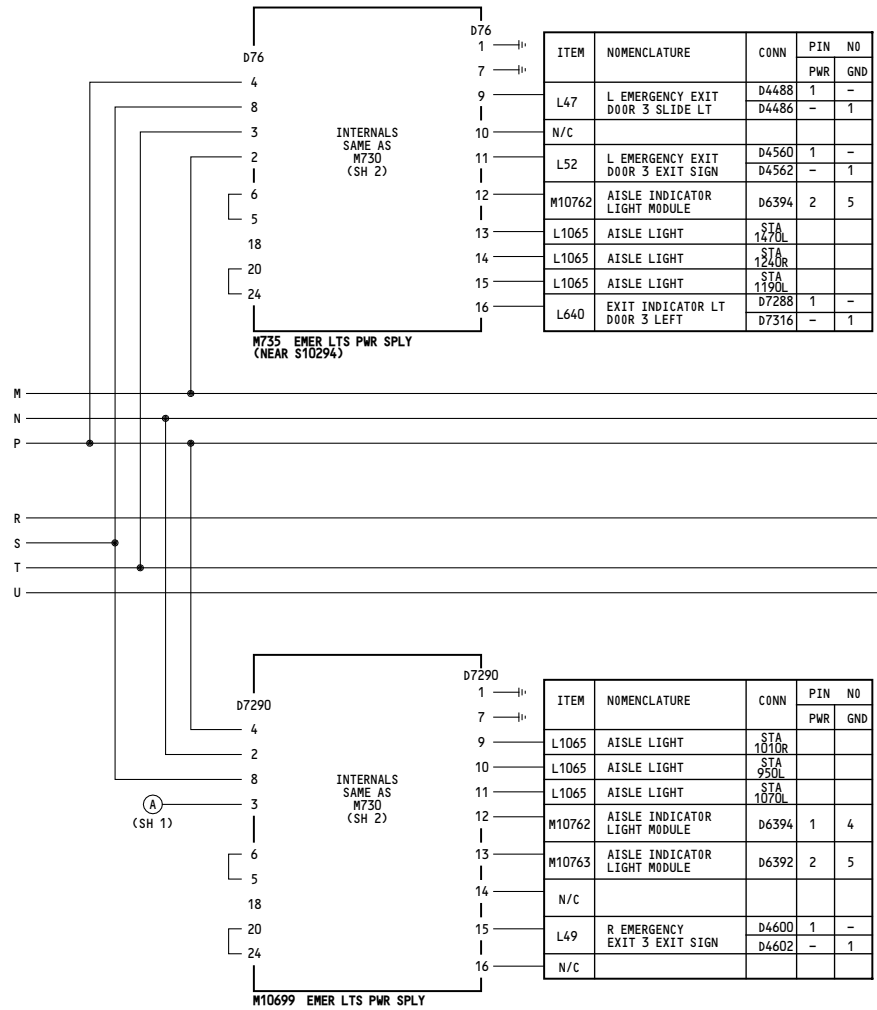 D76
4
8
3
2
6
5
18
20
24
INTERNALS
SAME AS
M730
(SH 2)
D76
1
7
9
10
11
12
13
14
15
16
M735 EMER LTS PWR SPLY
(NEAR S10294)
ITEM NOMENCLATURE CONN PIN NO
PWR GND
L47 L EMERGENCY EXIT DOOR 3 SLIDE LT D4488 1 -
D4486 - 1
N/C
L52 L EMERGENCY EXIT DOOR 3 EXIT SIGN D4560 1 -
D4562 - 1
M10762 AISLE INDICATOR LIGHT MODULE D6394 2 5
L1065 AISLE LIGHT STA 1470L
L1065 AISLE LIGHT STA 1240R
L1065 AISLE LIGHT STA 1190L
L640 EXIT INDICATOR LT DOOR 3 LEFT D7288 1 -
D7316 - 1
M
N
P
R
S
T
U
D7290
4
2
8
3
A
(SH 1)
6
5
18
20
24
INTERNALS
SAME AS
M730
(SH 2)
D7290
1
7
9
10
11
12
13
14
15
16
M10699 EMER LTS PWR SPLY
ITEM NOMENCLATURE CONN PIN NO
PWR GND
L1065 AISLE LIGHT STA 1010R
L1065 AISLE LIGHT STA 950L
L1065 AISLE LIGHT STA 1070L
M10762 AISLE INDICATOR LIGHT MODULE D6394 1 4
M10763 AISLE INDICATOR LIGHT MODULE D6392 2 5
N/C
L49 R EMERGENCY EXIT 3 EXIT SIGN D4600 1 -
D4602 - 1
N/C